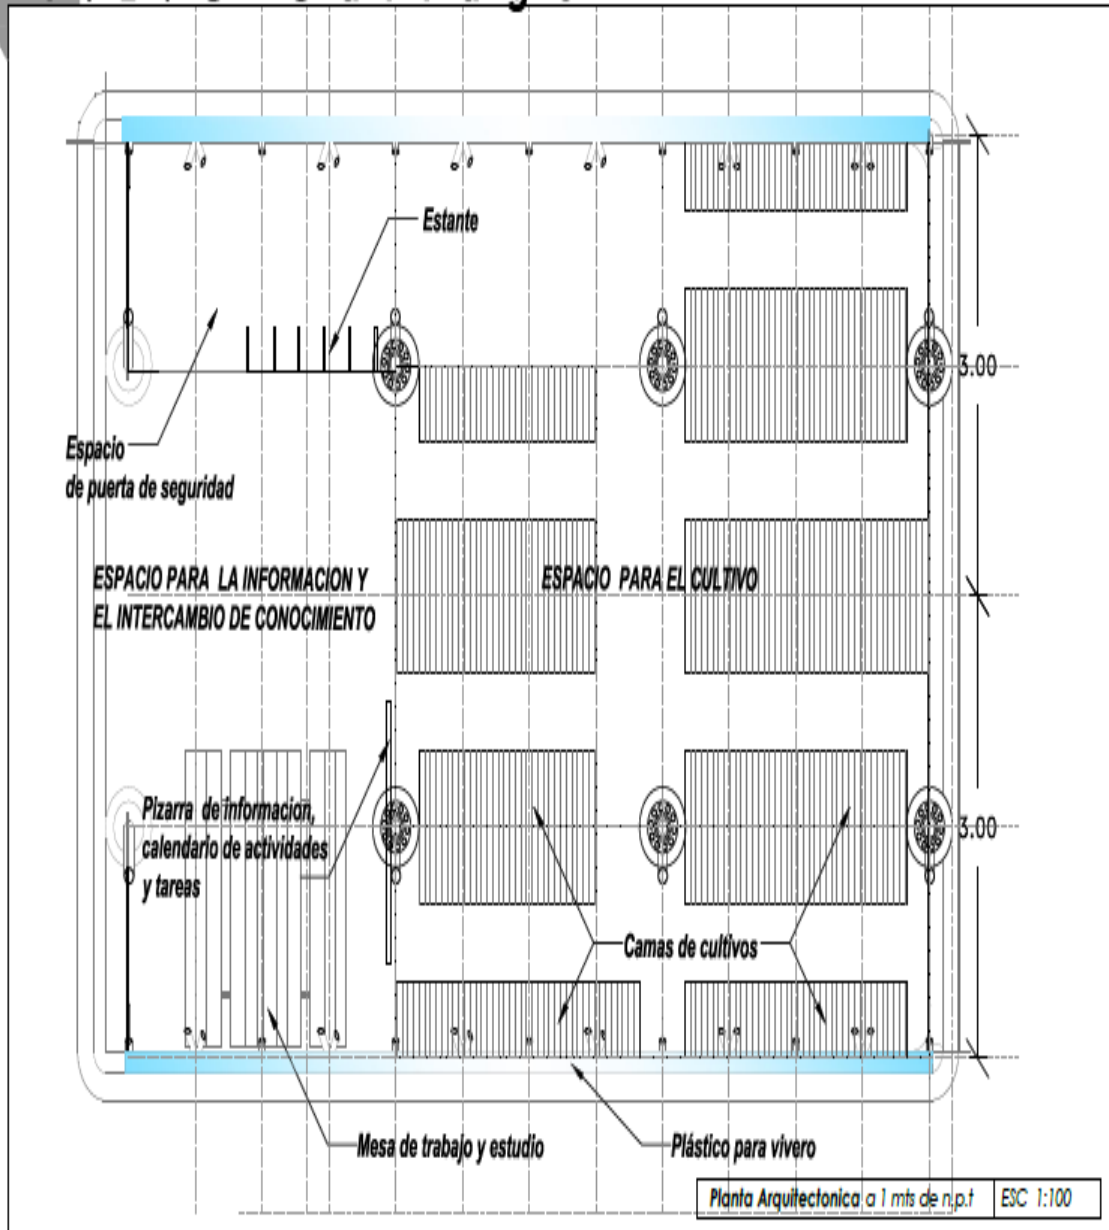 Estante
3.00
Espacio
de puerta de seguridad
ESPACIO PARA LA INFORMACION Y
EL INTERCAMBIO DE CONOCIMIENTO
ESPACIO PARA EL CULTIVO
Pizarra de informacion,
calendario de actividades
y tareas
3.00
Camas de cultivos
Mesa de trabajo y estudio
Plástico para vivero
Planta Arquitectonica a 1 mts de n.p.t
ESC 1:100